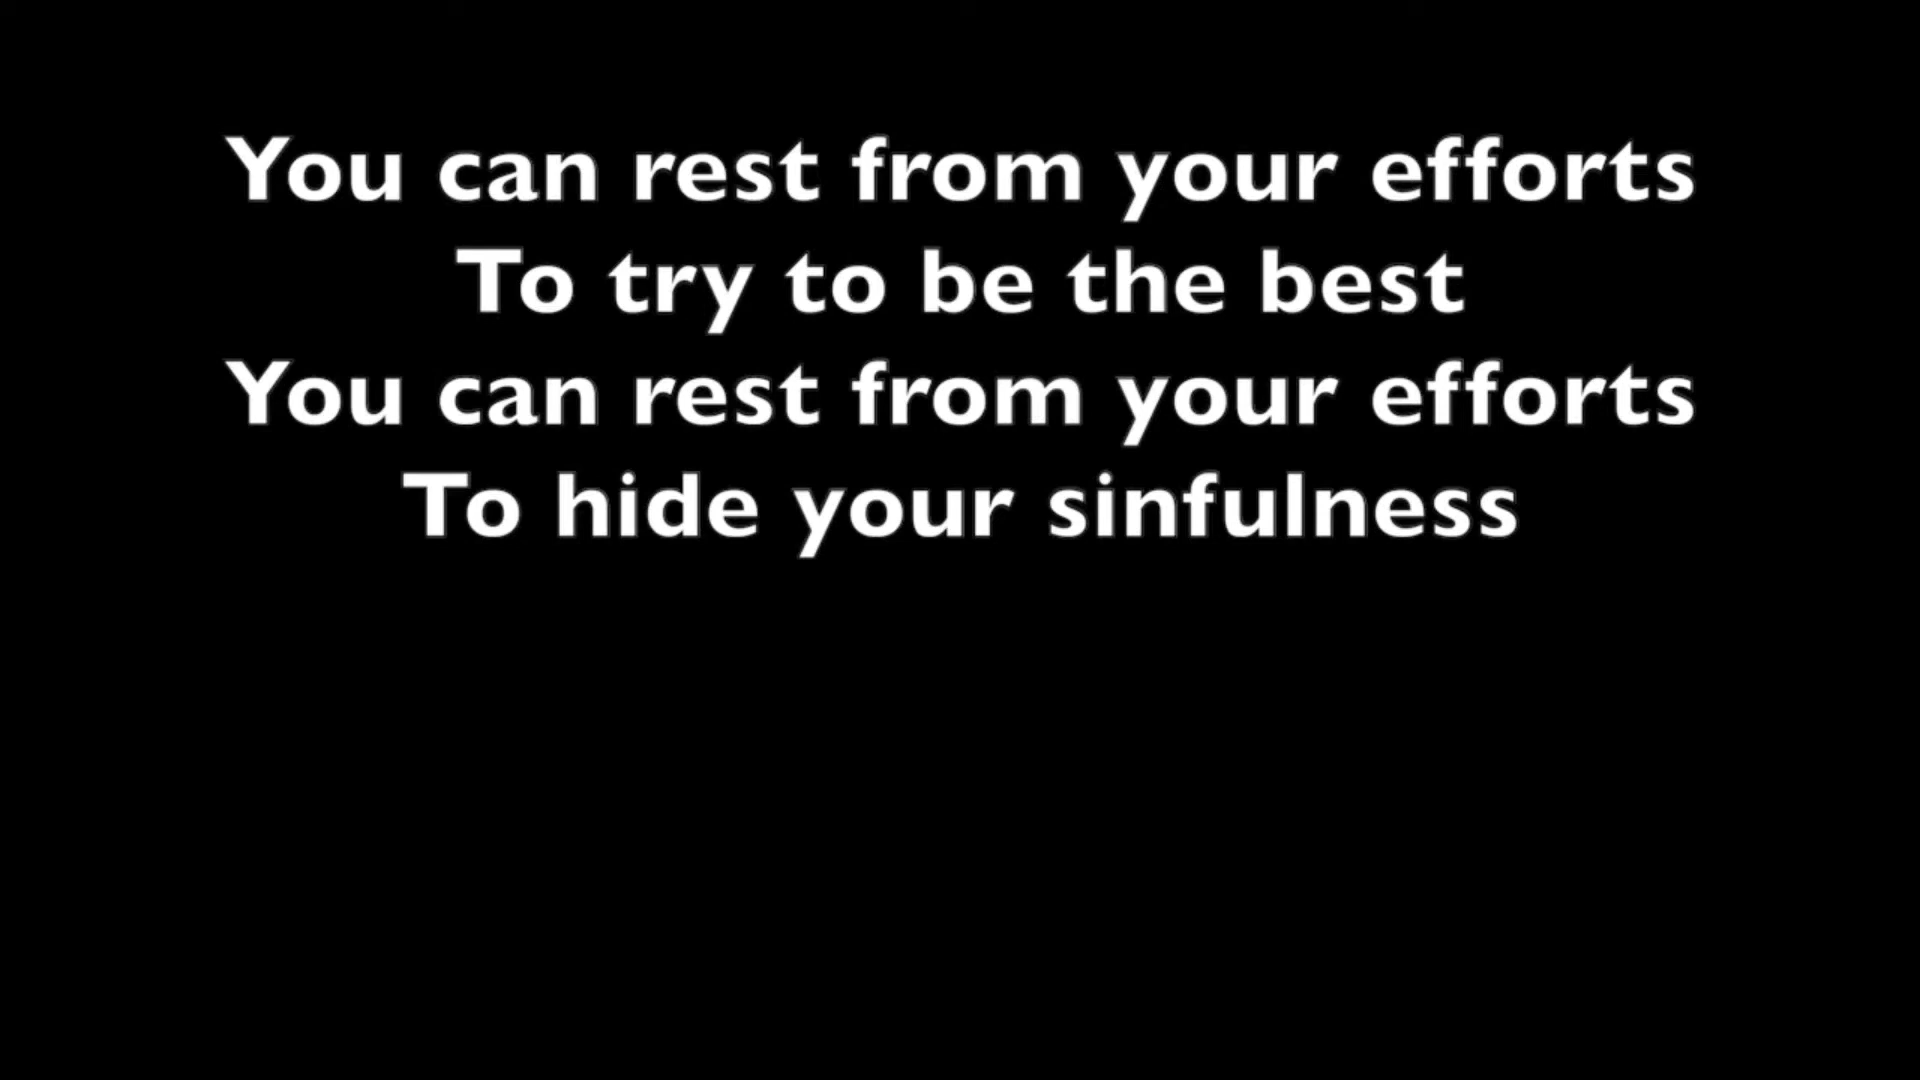 You can rest from your efforts
To try to be the best
You can rest from your efforts
To hide your sinfulness